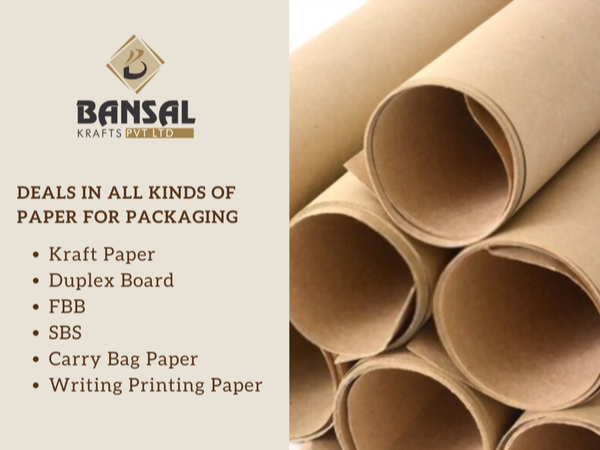 BANSAL
KRAFTS PVT LTD
DEALS IN ALL KINDS OF
PAPER FOR PACKAGING
• Kraft Paper
• Duplex Board
• FBB
• SBS
• Carry Bag Paper
• Writing Printing Paper